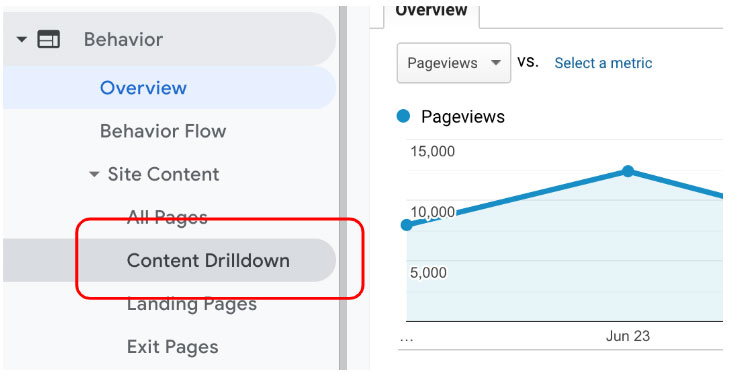 Behavior
Overview
Behavior Flow
Site Content
All Pages
Content Drilldown
Landing Pages
Exit Pages
Overview
Pageviews vs. Select a metric
Pageviews
15,000
10,000
5,000
... Jun 23